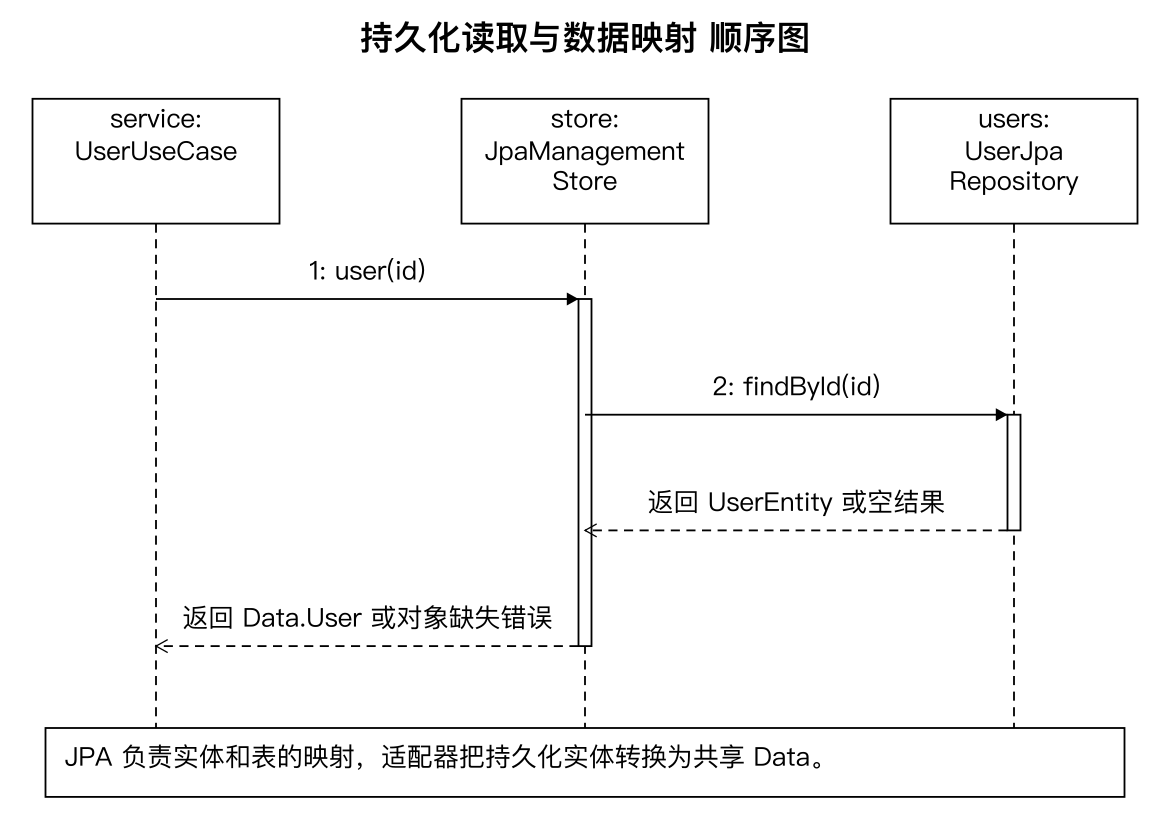 持久化读取与数据映射 顺序图
service:
UserUseCase
store:
JpaManagement
Store
users:
UserJpa
Repository
1: user(id)
2: findById(id)
返回 UserEntity 或空结果
返回 Data.User 或对象缺失错误
JPA 负责实体和表的映射，适配器把持久化实体转换为共享 Data。